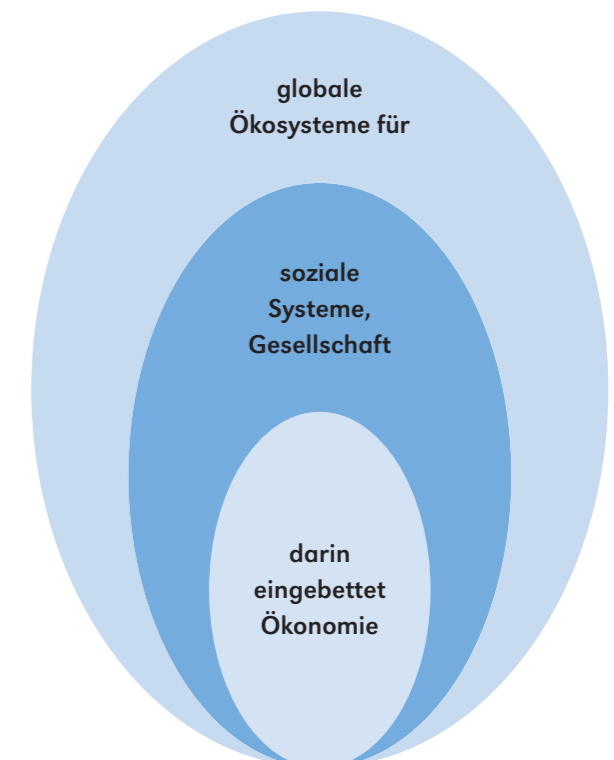 globale
Ökosysteme für
soziale
Systeme,
Gesellschaft
darin
eingebettet
Ökonomie